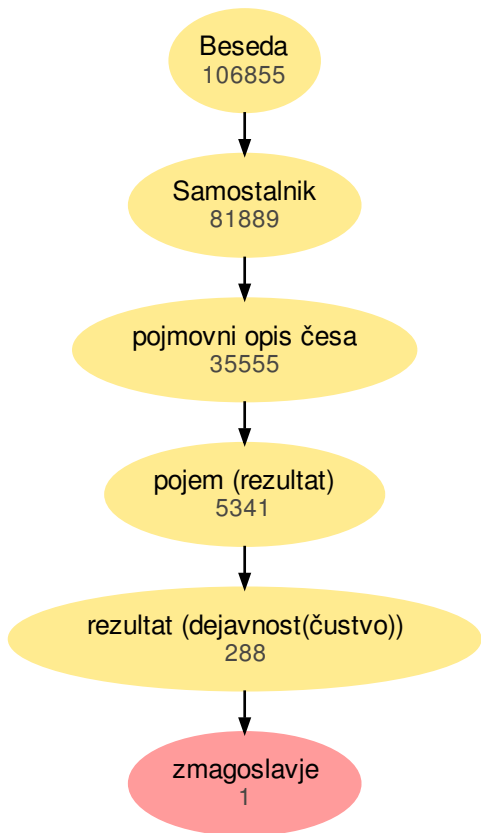 Beseda
106855
Samostalnik
81889
pojmovni opis česa
35555
pojem (rezultat)
5341
rezultat (dejavnost(čustvo))
288
zmagoslavje
1